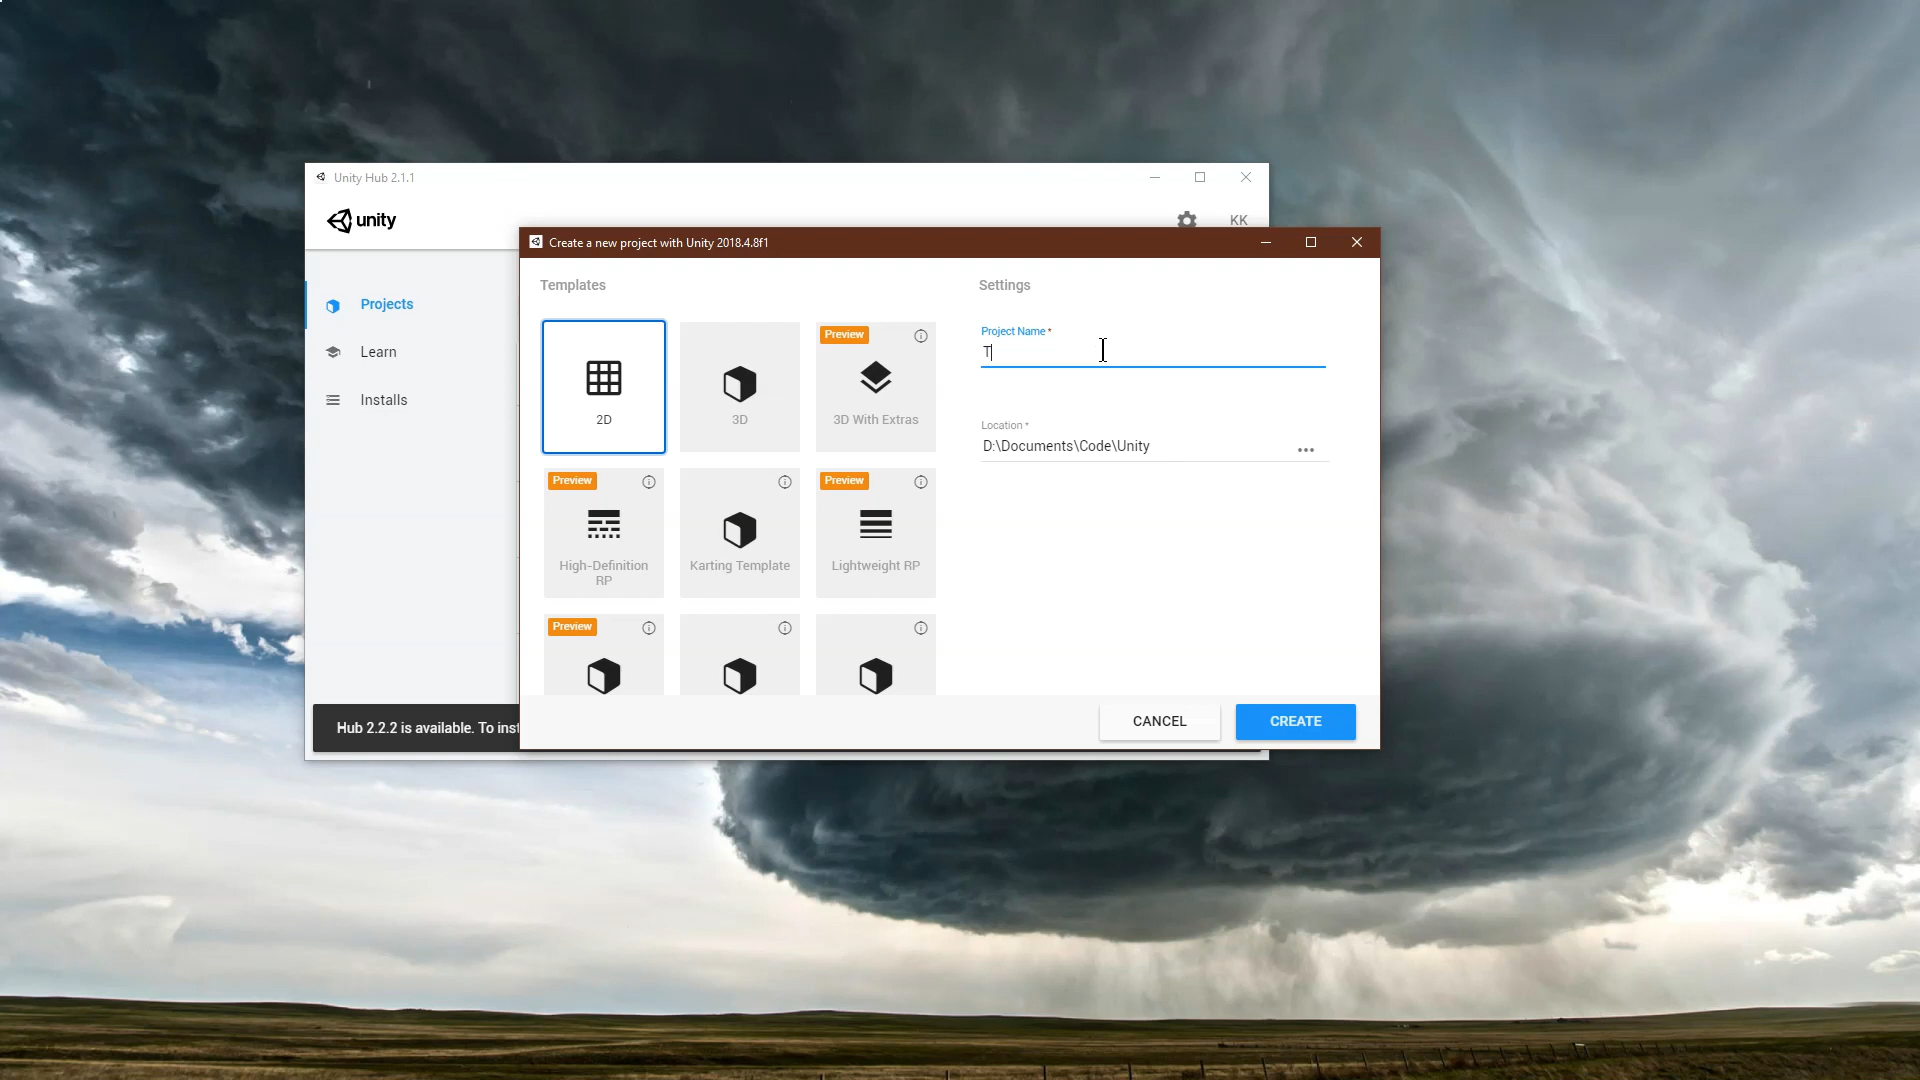 Unity Hub 2.1.1
unity
KK
Projects
Learn
Installs
Hub 2.2.2 is available. To inst
Create a new project with Unity 2018.4.8f1
Templates
2D
3D
Preview
3D With Extras
Preview
High-Definition
RP
Karting Template
Preview
Lightweight RP
Preview
Settings
Project Name *
T
Location *
D:\Documents\Code\Unity
CANCEL
CREATE